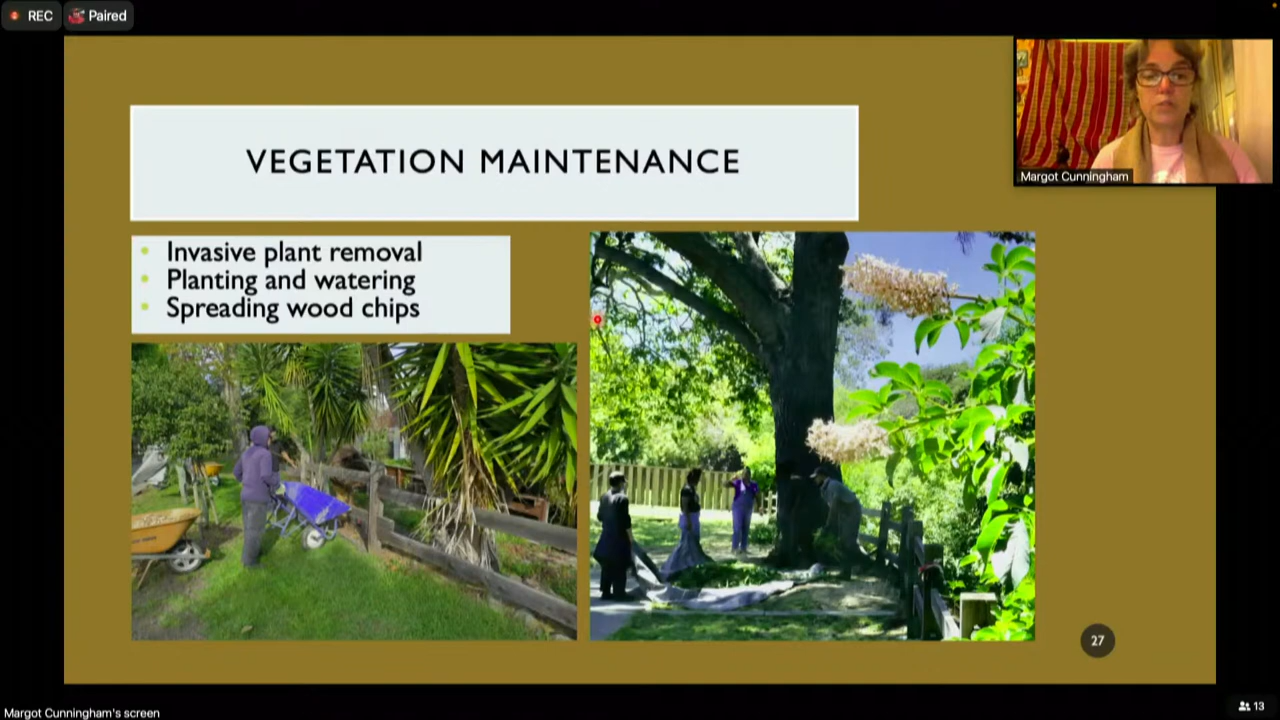 REC
Paired
VEGETATION MAINTENANCE
Margot Cunningham
• Invasive plant removal
• Planting and watering
• Spreading wood chips
27
Margot Cunningham's screen
13